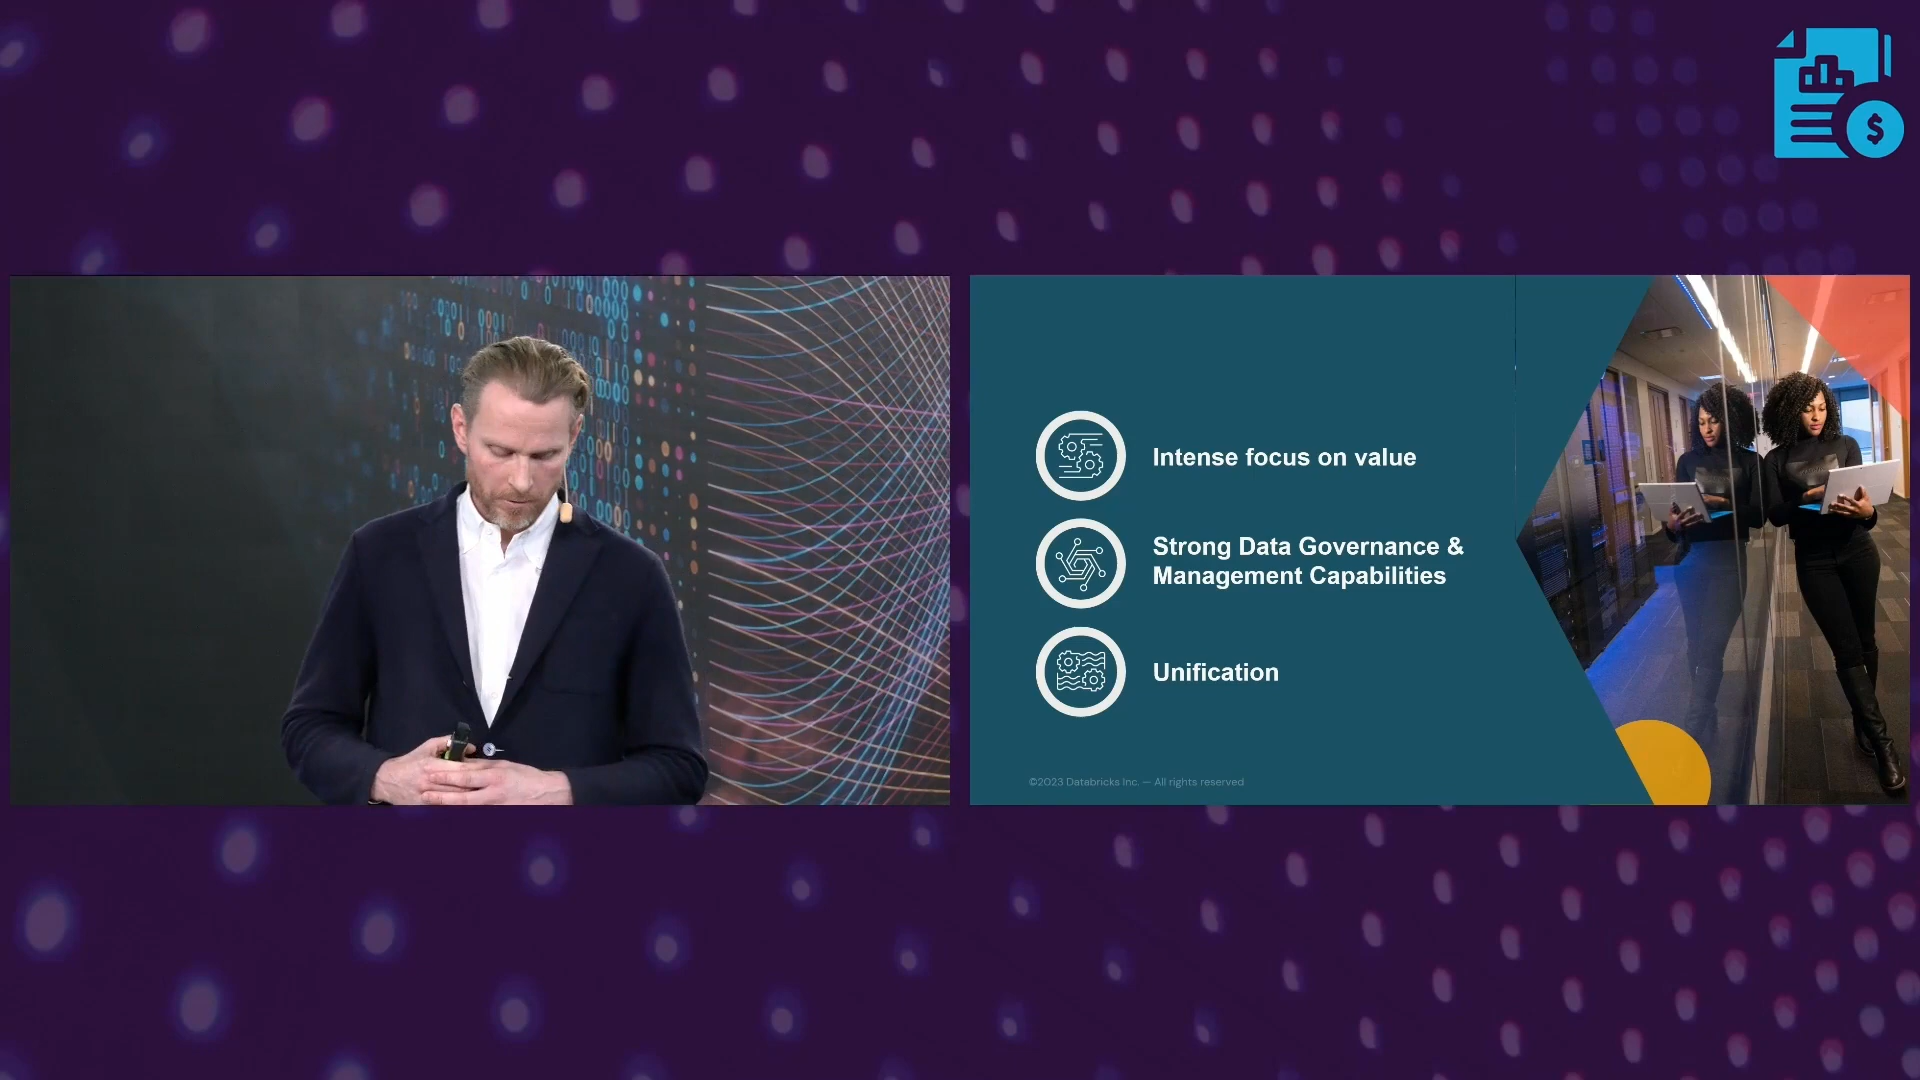 Intense focus on value
Strong Data Governance &
Management Capabilities
Unification
©2023 Databricks Inc. — All rights reserved
$